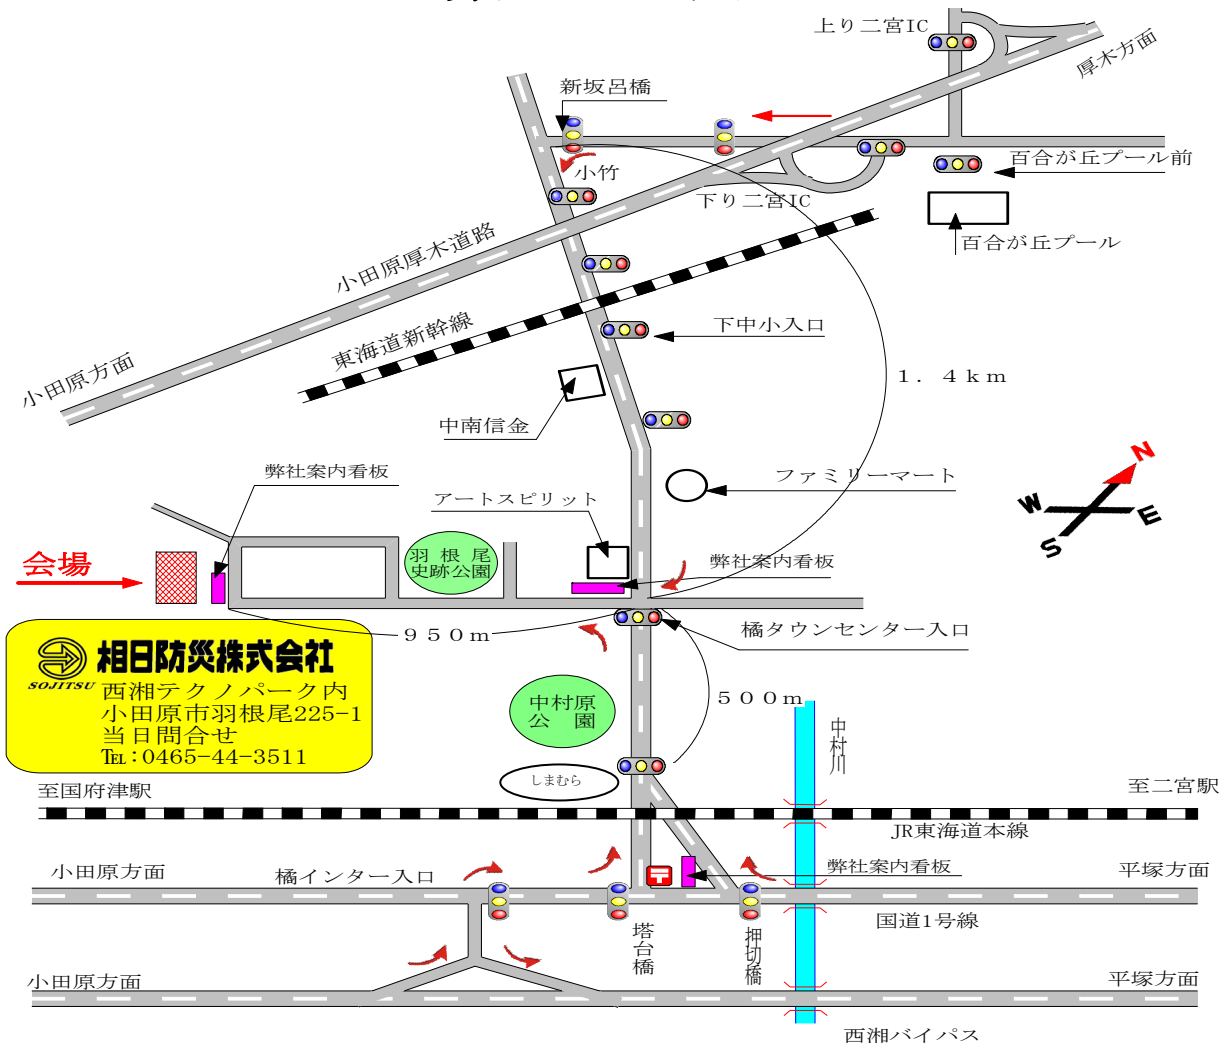 上り二宮IC
厚木方面
新坂呂橋
百合が丘プール前
小竹
下り二宮IC
百合が丘プール
小田原厚木道路
東海道新幹線
下中小入口
小田原方面
1．4km
中南信金
N
弊社案内看板
ファミリーマート
アートスピリット
W
E
S
会場
羽根尾
史跡公園
弊社案内看板
950m
橘タウンセンター入口
相日防災株式会社
SOJITSU
西湘テクノパーク内
小田原市羽根尾225-1
当日問合せ
℡:0465-44-3511
中村原
公園
500m
中村川
しまむら
至国府津駅
至二宮駅
JR東海道本線
小田原方面
橘インター入口
弊社案内看板
平塚方面
国道1号線
塔台橋
押切橋
小田原方面
平塚方面
西湘バイパス